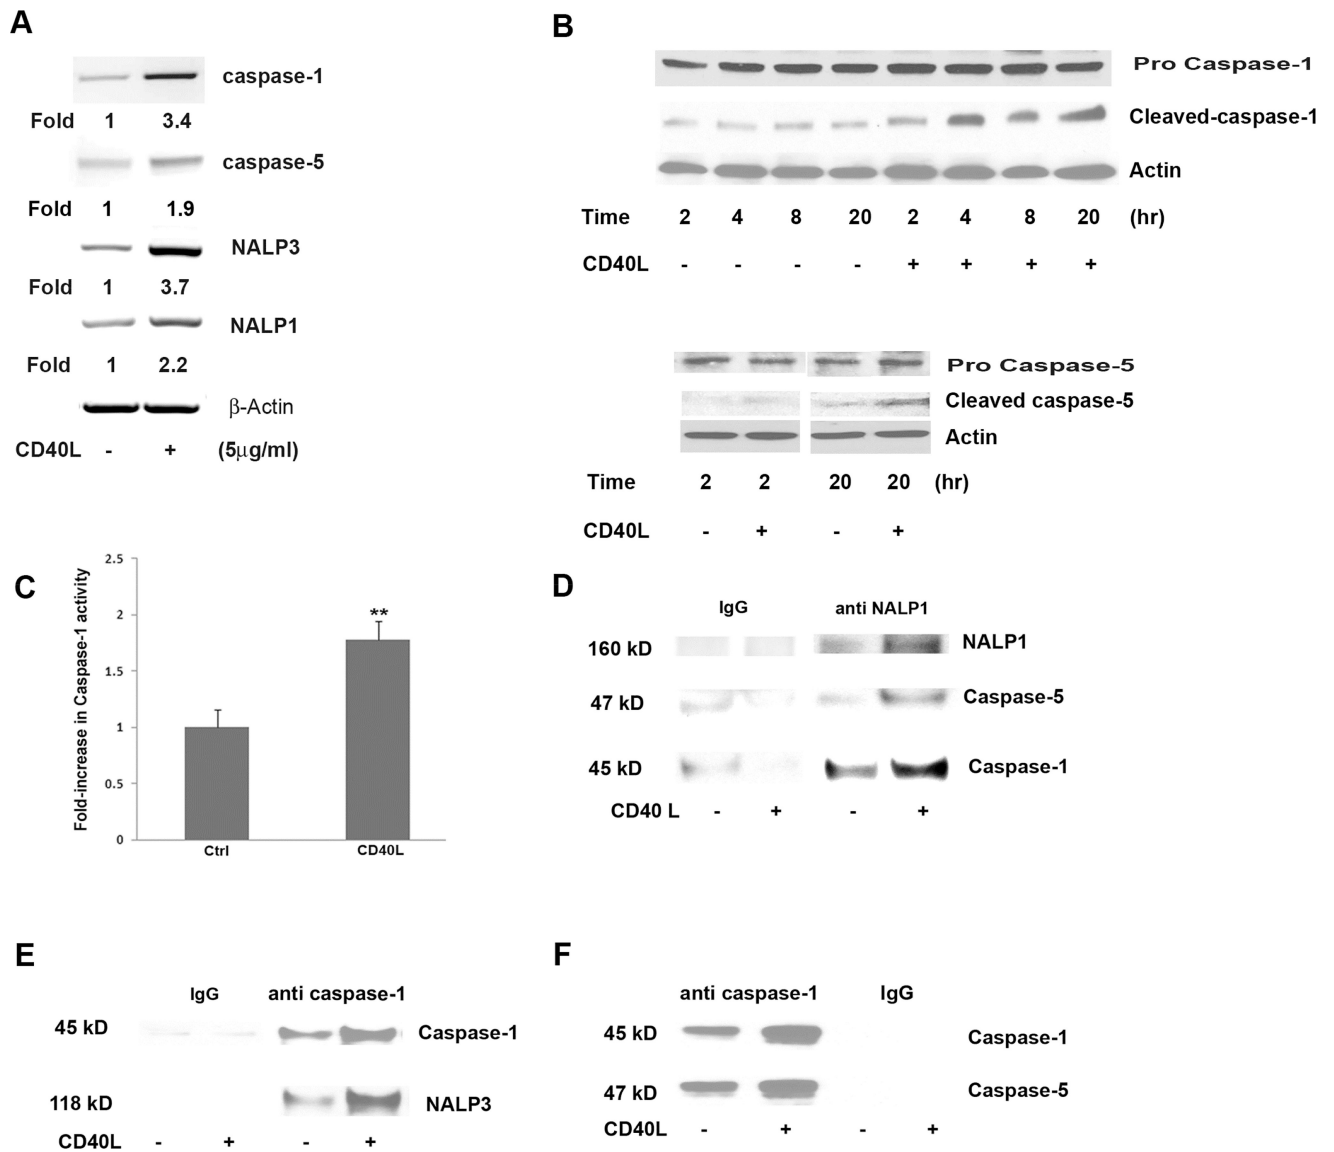 A
caspase-1
Fold 1 3.4
caspase-5
Fold 1 1.9
NALP3
Fold 1 3.7
NALP1
Fold 1 2.2
β-Actin
CD40L - + (5μg/ml)
B
Pro Caspase-1
Cleaved-caspase-1
Actin
Time 2 4 8 20 2 4 8 20 (hr)
CD40L - - - - + + + +
Pro Caspase-5
Cleaved caspase-5
Actin
Time 2 2 20 20 (hr)
CD40L - + - +
C
Fold-increase in Caspase-1 activity
2.5
2
1.5
1
0.5
0
**
Ctrl CD40L
D
IgG anti NALP1
160 kD NALP1
47 kD Caspase-5
45 kD Caspase-1
CD40 L - + - +
E
IgG anti caspase-1
45 kD Caspase-1
118 kD NALP3
CD40L - + - +
F
anti caspase-1 IgG
45 kD Caspase-1
47 kD Caspase-5
CD40L - + - +